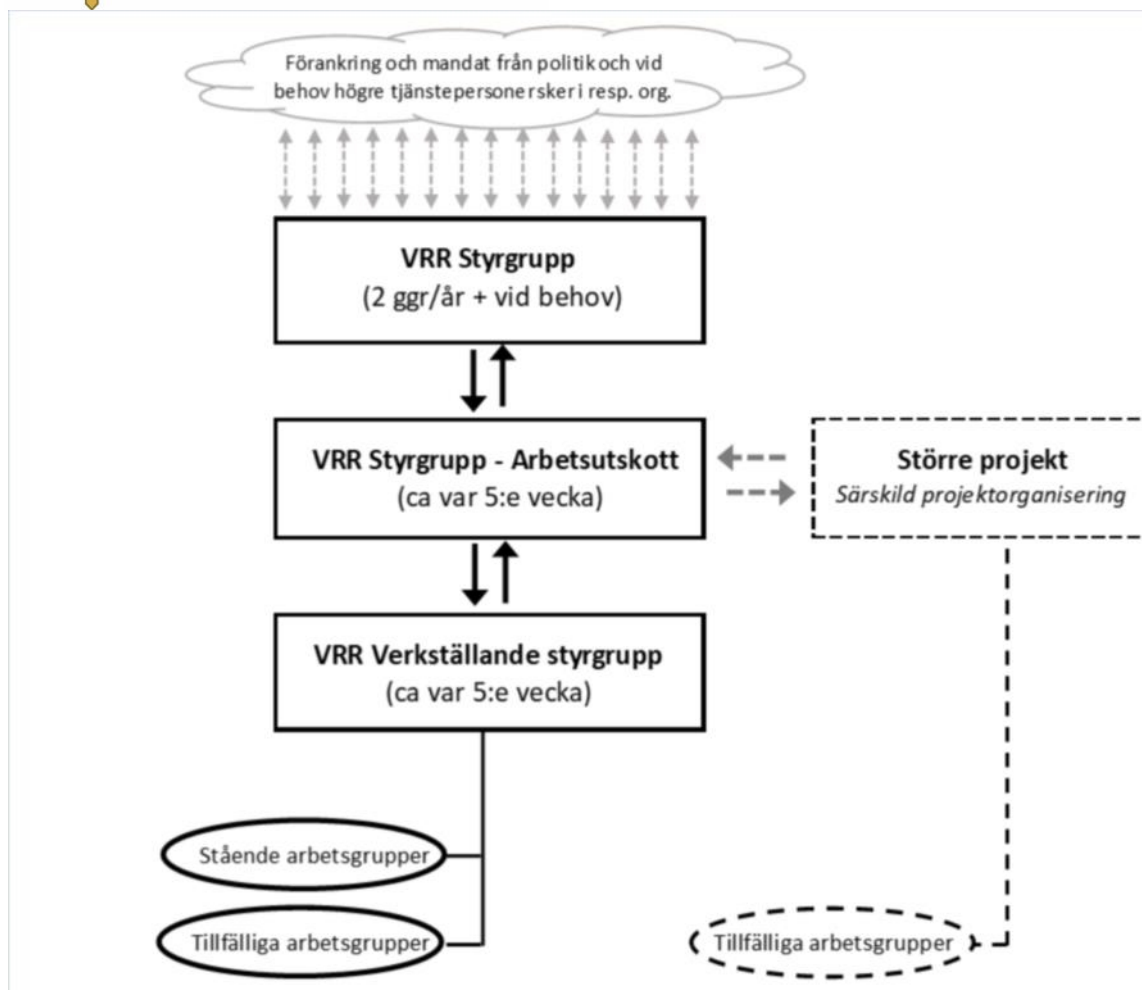 Förankring och mandat från politik och vid
behov högre tjänstepersoner sker i resp. org.
VRR Styrgrupp
(2 ggr/år + vid behov)
VRR Styrgrupp - Arbetsutskott
(ca var 5:e vecka)
Större projekt
Särskild projektorganisering
VRR Verkställande styrgrupp
(ca var 5:e vecka)
Stående arbetsgrupper
Tillfälliga arbetsgrupper
Tillfälliga arbetsgrupper